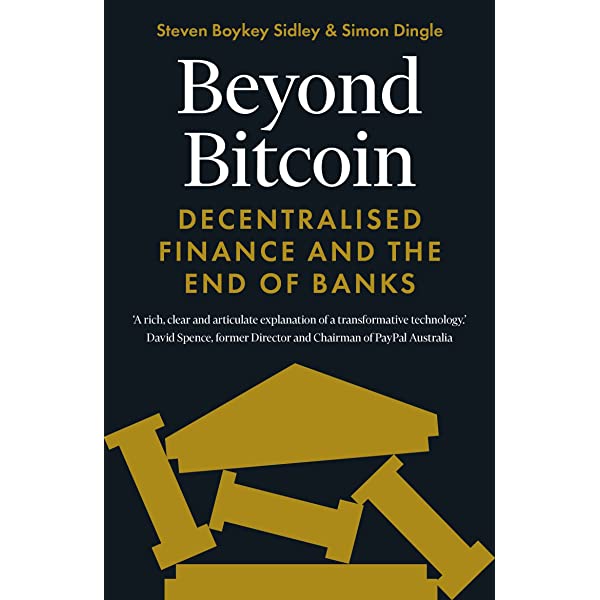 Steven Boykey Sidley & Simon Dingle
Beyond
Bitcoin
DECENTRALISED
FINANCE AND THE
END OF BANKS
‘A rich, clear and articulate explanation of a transformative technology.’
David Spence, former Director and Chairman of PayPal Australia